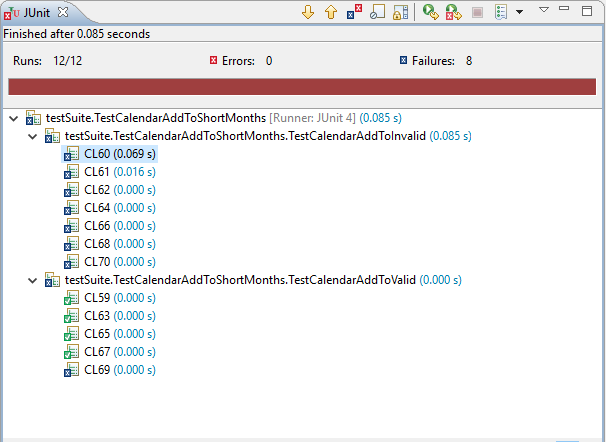 JUnit
Finished after 0.085 seconds
Runs: 12/12 Errors: 0 Failures: 8
testSuite.TestCalendarAddToShortMonths [Runner: JUnit 4] (0.085 s)
testSuite.TestCalendarAddToShortMonths.TestCalendarAddToInvalid (0.085 s)
CL60 (0.069 s)
CL61 (0.016 s)
CL62 (0.000 s)
CL64 (0.000 s)
CL66 (0.000 s)
CL68 (0.000 s)
CL70 (0.000 s)
testSuite.TestCalendarAddToShortMonths.TestCalendarAddToValid (0.000 s)
CL59 (0.000 s)
CL63 (0.000 s)
CL65 (0.000 s)
CL67 (0.000 s)
CL69 (0.000 s)